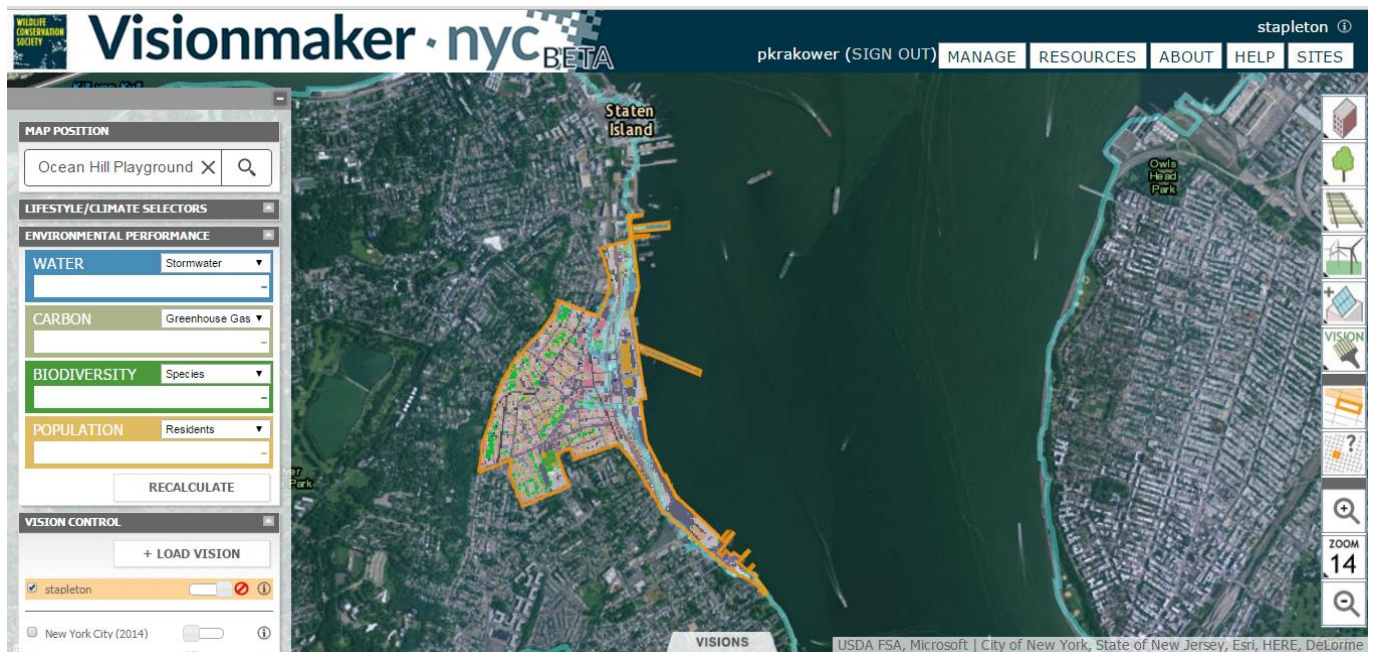 WILDLIFE
CONSERVATION
SOCIETY
Visionmaker · nyc BETA
stapleton
pkrakower (SIGN OUT) MANAGE RESOURCES ABOUT HELP SITES
Staten
Island
Owls
Head
Park
MAP POSITION
Ocean Hill Playground
LIFESTYLE/CLIMATE SELECTORS
ENVIRONMENTAL PERFORMANCE
WATER Stormwater
-
CARBON Greenhouse Gas
-
BIODIVERSITY Species
-
POPULATION Residents
-
RECALCULATE
Park
VISION CONTROL
+ LOAD VISION
stapleton
New York City (2014)
VISION
?
ZOOM
14
VISIONS
USDA FSA, Microsoft | City of New York, State of New Jersey, Esri, HERE, DeLorme